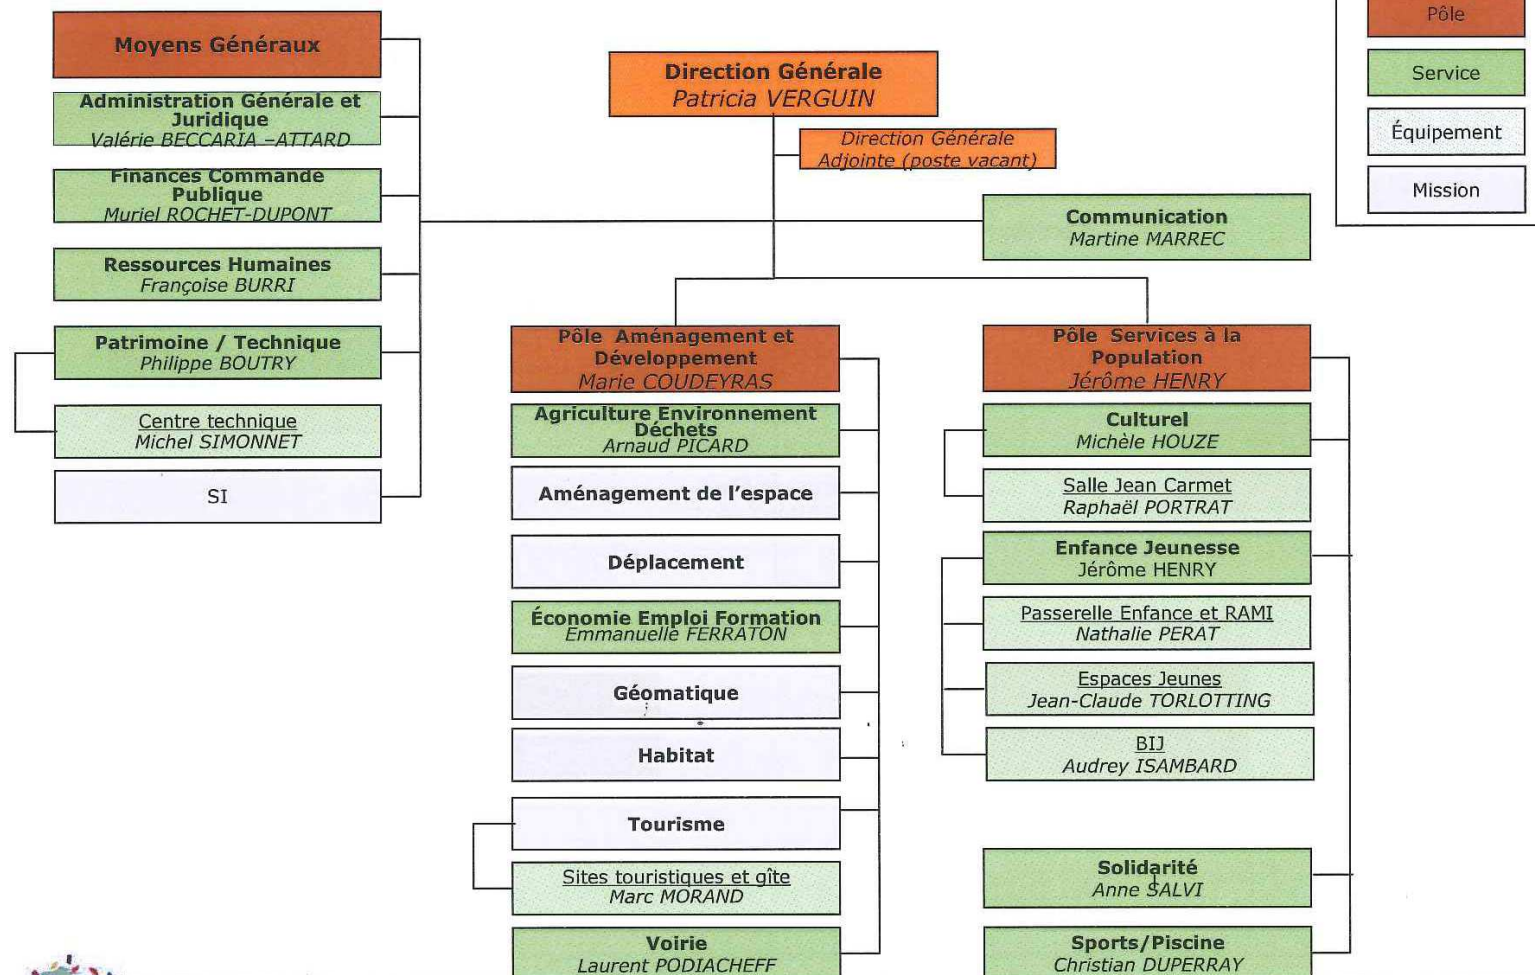 Moyens Généraux
Administration Générale et
Juridique
Valérie BECCARIA –ATTARD
Finances Commande
Publique
Muriel ROCHET-DUPONT
Ressources Humaines
Françoise BURRI
Patrimoine / Technique
Philippe BOUTRY
Centre technique
Michel SIMONNET
SI
Direction Générale
Patricia VERGUIN
Direction Générale
Adjointe (poste vacant)
Communication
Martine MARREC
Pôle Aménagement et
Développement
Marie COUDEYRAS
Agriculture Environnement
Déchets
Arnaud PICARD
Aménagement de l'espace
Déplacement
Économie Emploi Formation
Emmanuelle FERRATON
Géomatique
Habitat
Tourisme
Sites touristiques et gîte
Marc MORAND
Voirie
Laurent PODIACHEFF
Pôle Services à la
Population
Jérôme HENRY
Culturel
Michèle HOUZE
Salle Jean Carmet
Raphaël PORTRAT
Enfance Jeunesse
Jérôme HENRY
Passerelle Enfance et RAMI
Nathalie PERAT
Espaces Jeunes
Jean-Claude TORLOTTING
BIJ
Audrey ISAMBARD
Solidarité
Anne SALVI
Sports/Piscine
Christian DUPERRAY
Pôle
Service
Équipement
Mission